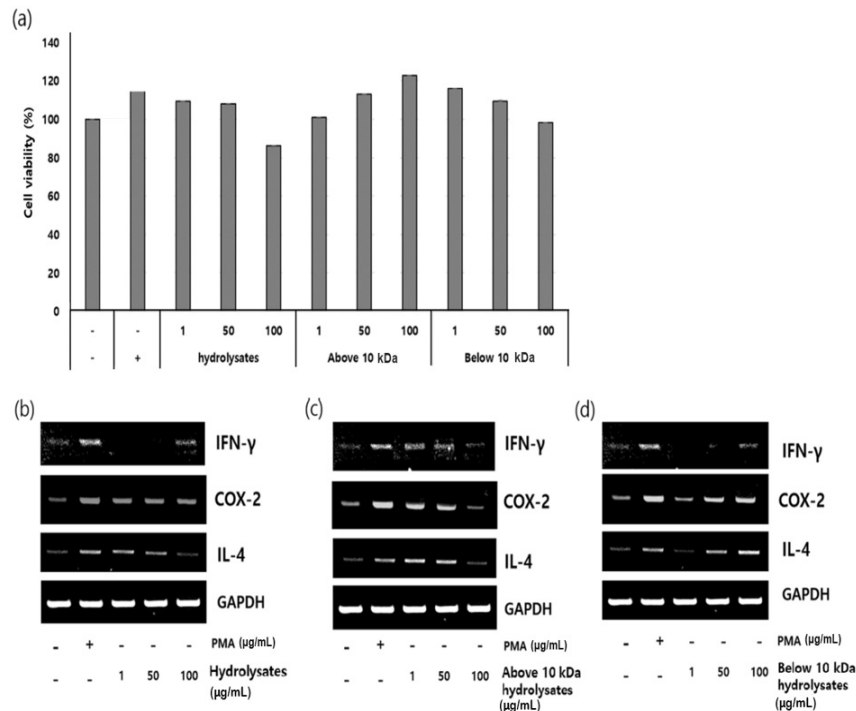 (a)
140
120
100
80
60
40
20
0
Cell viability (%)
- - 1 50 100 1 50 100 1 50 100
- + hydrolysates Above 10 kDa Below 10 kDa
(b)
IFN-γ
COX-2
IL-4
GAPDH
- + - - - PMA (μg/mL)
- - 1 50 100 Hydrolysates
(μg/mL)
(c)
IFN-γ
COX-2
IL-4
GAPDH
- + - - - PMA (μg/mL)
- - 1 50 100 Above 10 kDa
hydrolysates
(μg/mL)
(d)
IFN-γ
COX-2
IL-4
GAPDH
- + - - - PMA (μg/mL)
- - 1 50 100 Below 10 kDa
hydrolysates
(μg/mL)